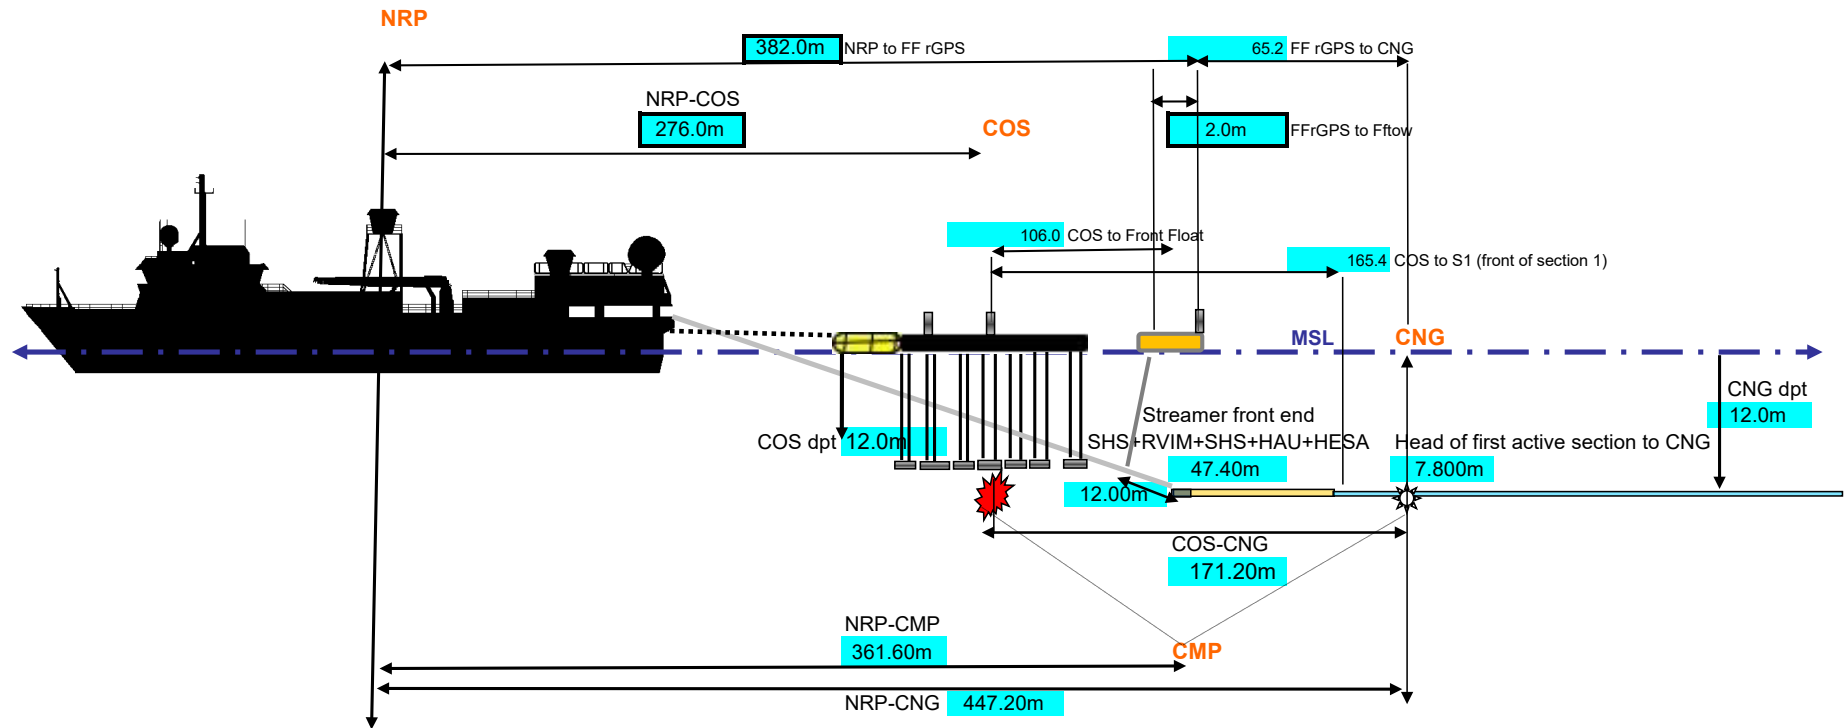 NRP
382.0m NRP to FF rGPS
65.2 FF rGPS to CNG
NRP-COS
276.0m
COS
2.0m FFrGPS to Fftow
106.0 COS to Front Float
165.4 COS to S1 (front of section 1)
MSL
CNG
CNG dpt
12.0m
COS dpt 12.0m
Streamer front end
SHS+RVIM+SHS+HAU+HESA
47.40m
Head of first active section to CNG
7.800m
12.00m
COS-CNG
171.20m
NRP-CMP
361.60m
CMP
NRP-CNG 447.20m